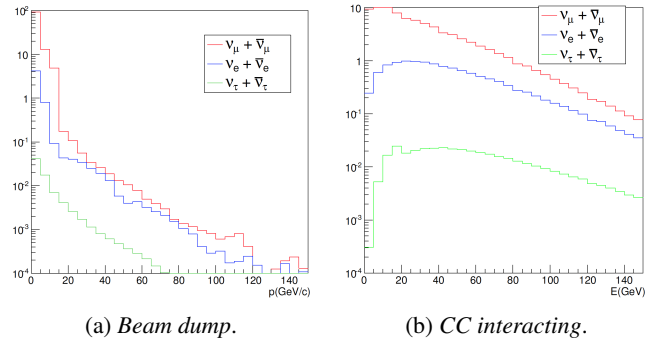 10²
10
1
10⁻¹
10⁻²
10⁻³
10⁻⁴
0 20 40 60 80 100 120 140
p(GeV/c)
ν_μ + ν̄_μ
ν_e + ν̄_e
ν_τ + ν̄_τ
(a) Beam dump.
10
1
10⁻¹
10⁻²
10⁻³
10⁻⁴
0 20 40 60 80 100 120 140
E(GeV)
ν_μ + ν̄_μ
ν_e + ν̄_e
ν_τ + ν̄_τ
(b) CC interacting.